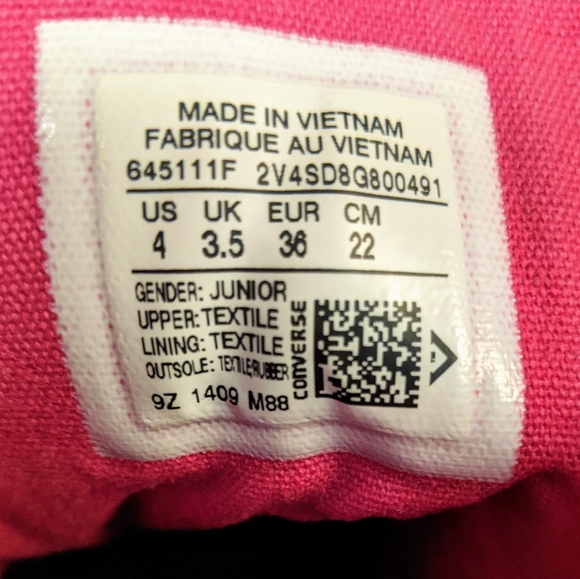 MADE IN VIETNAM
FABRIQUE AU VIETNAM
645111F 2V4SD8G800491
US UK EUR CM
4 3.5 36 22
GENDER: JUNIOR
UPPER: TEXTILE
LINING: TEXTILE
OUTSOLE: TEXTILE/RUBBER
9Z 1409 M88
CONVERSE
TM